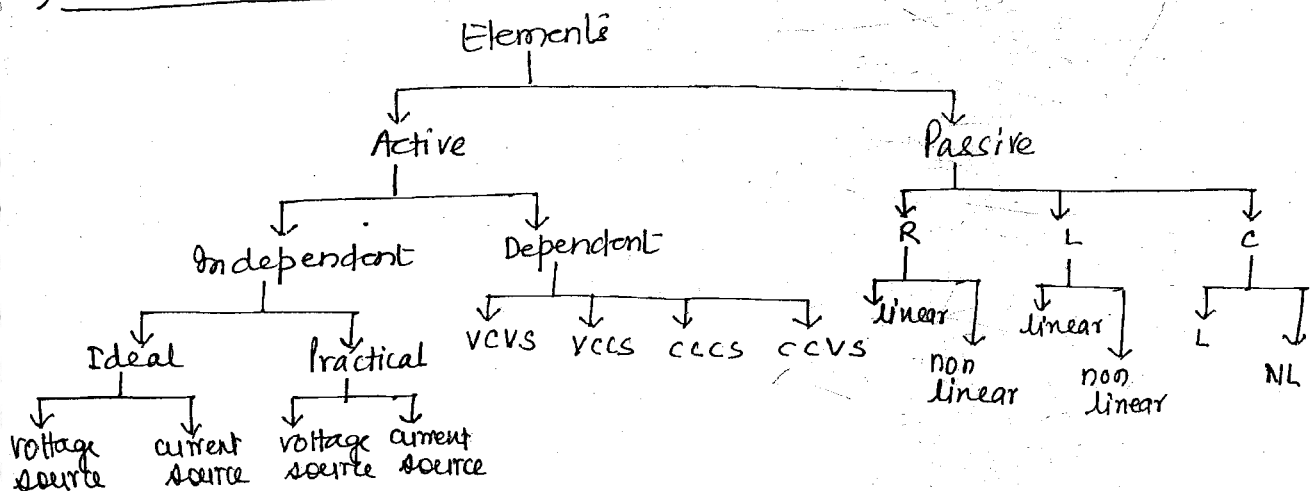 Elements
Active Passive
Independent Dependent R L C
Ideal Practical VCVS VCCS CCCS CCVS linear non linear linear non linear L NL
voltage source current source voltage source current source